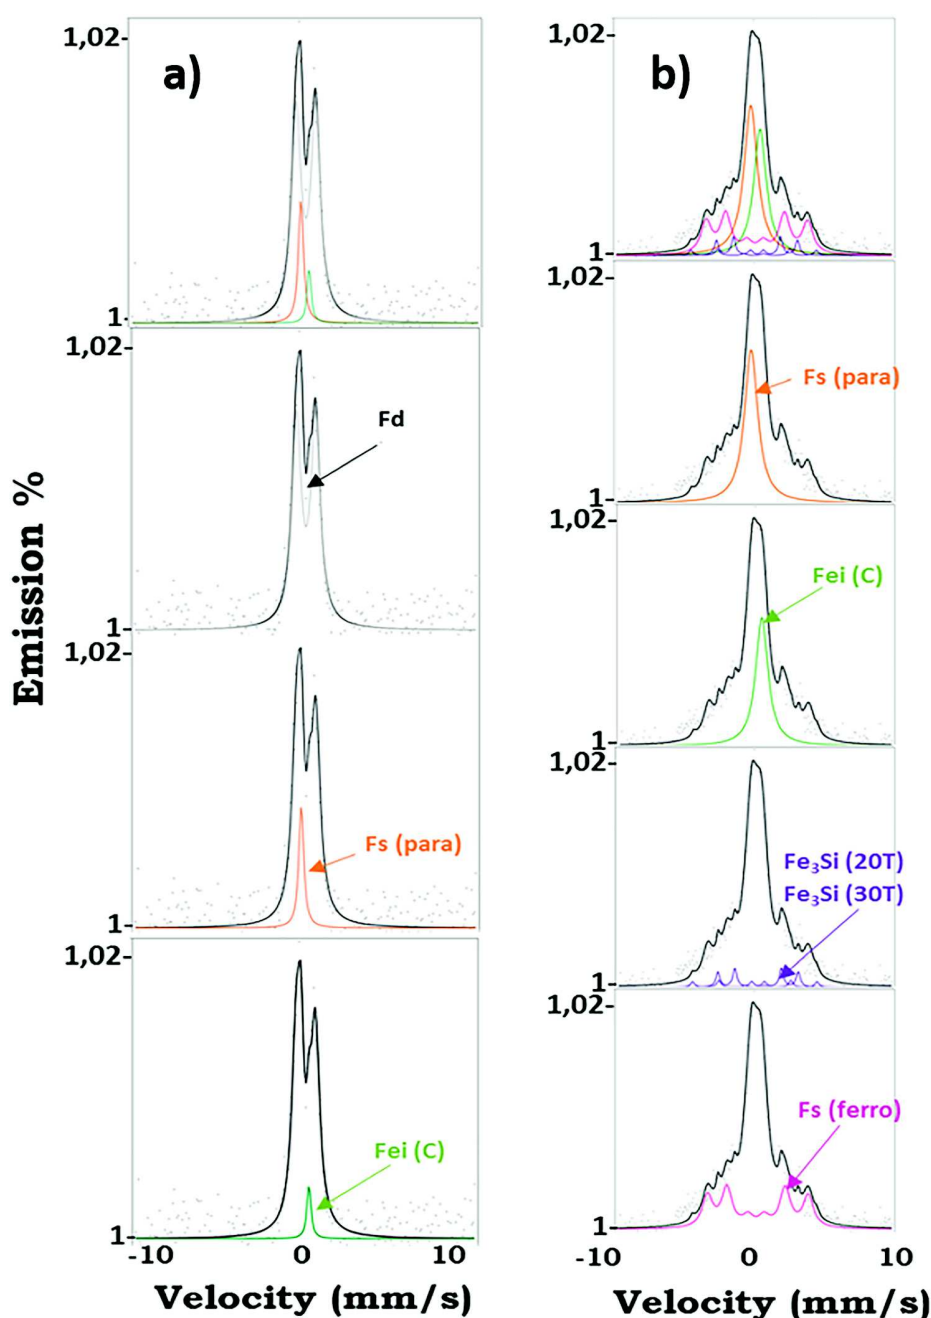 a)
1,02-
1-
1,02-
Fd
1-
1,02-
Fs (para)
1-
1,02-
Fei (C)
1-
-10
0
10
Velocity (mm/s)
Emission %
b)
1,02-
1-
1,02-
Fs (para)
1-
1,02-
Fei (C)
1-
1,02-
Fe₃Si (20T)
Fe₃Si (30T)
1-
1,02-
Fs (ferro)
1-
-10
0
10
Velocity (mm/s)